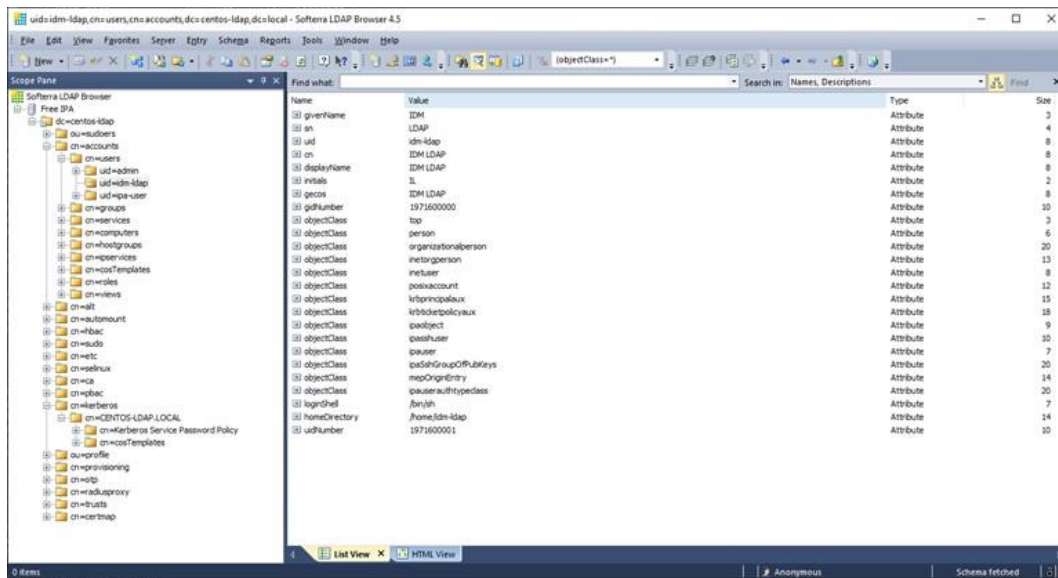 uid=idm-ldap,cn=users,cn=accounts,dc=centos-ldap,dc=local - Softerra LDAP Browser 4.5
File Edit View Favorites Server Entry Schema Reports Tools Window Help
New (objectClass=*)
Scope Pane
Softerra LDAP Browser
Free IPA
dc=centos-ldap
ou=sudoers
cn=accounts
cn=users
uid=admin
uid=idm-ldap
uid=ipa-user
cn=groups
cn=services
cn=computers
cn=hostgroups
cn=ipservices
cn=cosTemplates
cn=roles
cn=views
cn=alt
cn=automount
cn=hbac
cn=sudo
cn=etc
cn=selinux
cn=ca
cn=pbac
cn=kerberos
cn=CENTOS-LDAP.LOCAL
cn=Kerberos Service Password Policy
cn=cosTemplates
ou=profile
cn=provisioning
cn=otp
cn=radiusproxy
cn=trusts
cn=certmap
Find what: Search in: Names, Descriptions Find
Name Value Type Size
givenName IDM Attribute 3
sn LDAP Attribute 4
uid idm-ldap Attribute 8
cn IDM LDAP Attribute 8
displayName IDM LDAP Attribute 8
initials IL Attribute 2
gecos IDM LDAP Attribute 8
gidNumber 1971600000 Attribute 10
objectClass top Attribute 3
objectClass person Attribute 6
objectClass organizationalperson Attribute 20
objectClass inetorgperson Attribute 13
objectClass inetuser Attribute 8
objectClass posixaccount Attribute 12
objectClass krbprincipalaux Attribute 15
objectClass krbticketpolicyaux Attribute 18
objectClass ipaobject Attribute 9
objectClass ipasshuser Attribute 10
objectClass ipauser Attribute 7
objectClass ipaSshGroupOfPubKeys Attribute 20
objectClass mepOriginEntry Attribute 14
objectClass ipauserauthtypeclass Attribute 20
loginShell /bin/sh Attribute 7
homeDirectory /home/idm-ldap Attribute 14
uidNumber 1971600001 Attribute 10
List View HTML View
0 items Anonymous Schema fetched